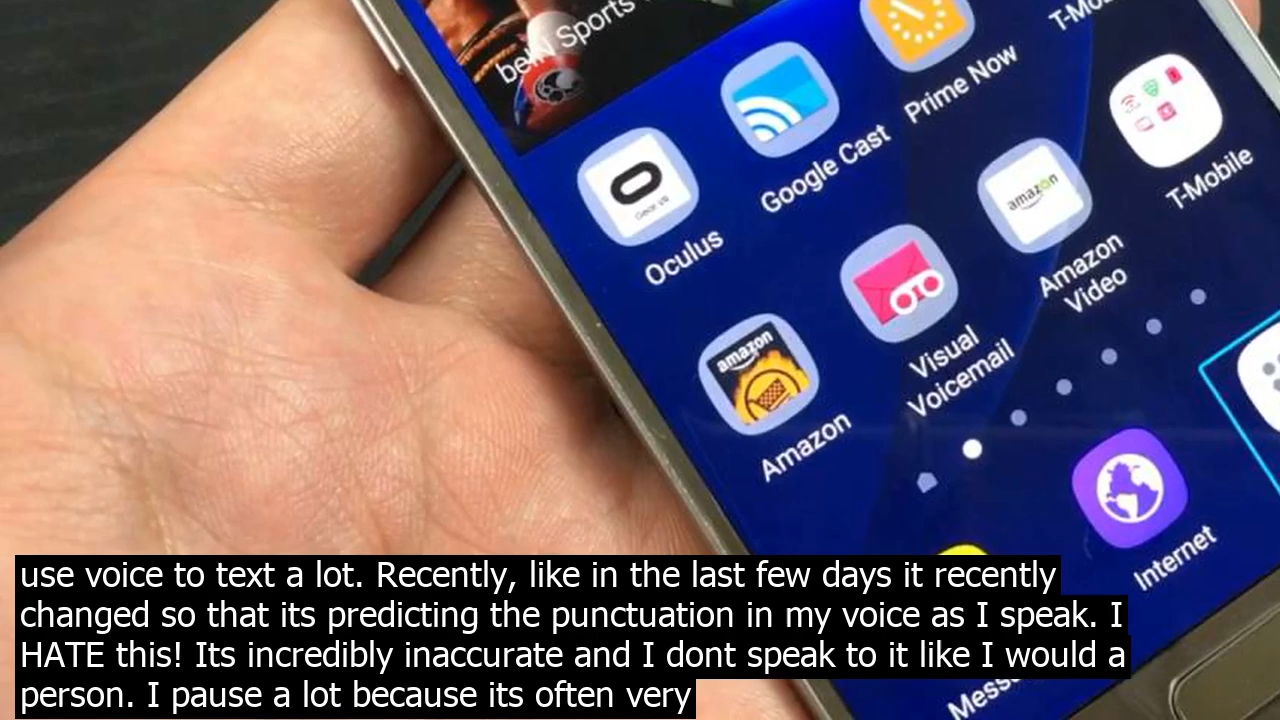 beIN Sports
T-Mo
Prime Now
Google Cast
Gear VR
Oculus
amazon
T-Mobile
Amazon
Video
Visual
Voicemail
amazon
Amazon
Internet
Mess
use voice to text a lot. Recently, like in the last few days it recently
changed so that its predicting the punctuation in my voice as I speak. I
HATE this! Its incredibly inaccurate and I dont speak to it like I would a
person. I pause a lot because its often very